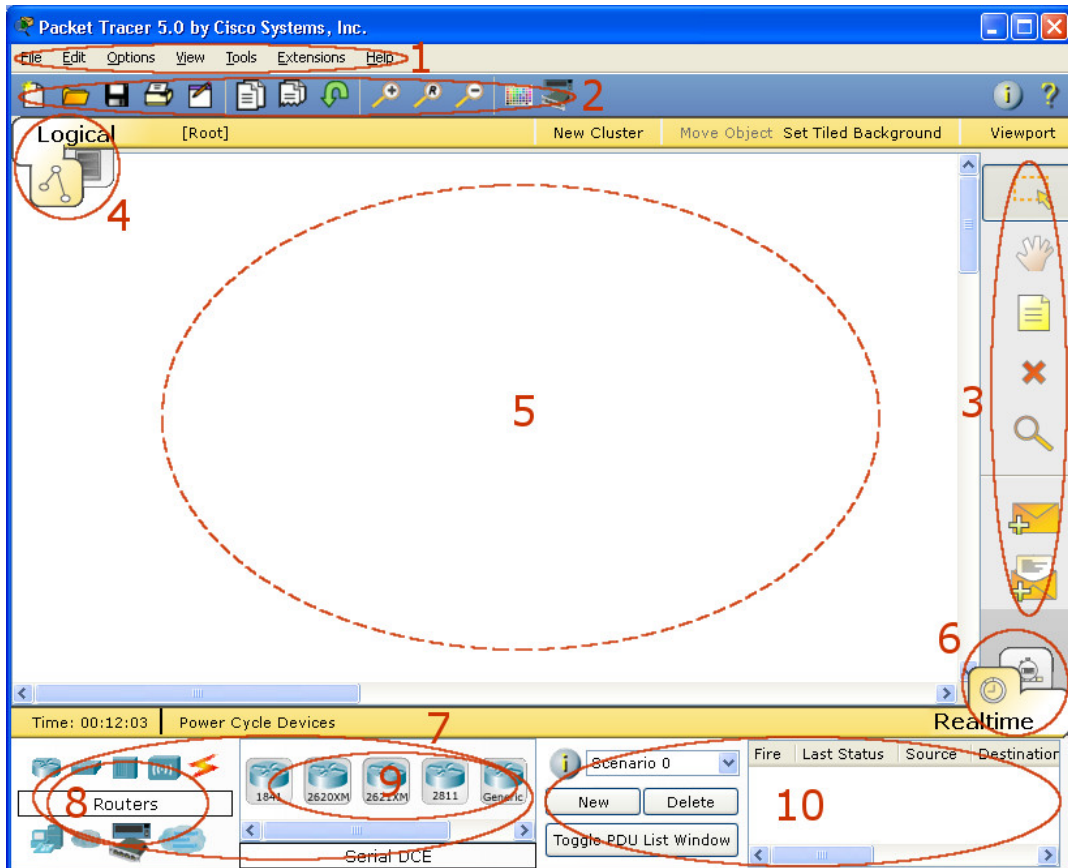 Packet Tracer 5.0 by Cisco Systems, Inc.
File Edit Options View Tools Extensions Help 1
R 2 i ?
Logical [Root] New Cluster Move Object Set Tiled Background Viewport
4
5
3
6
Time: 00:12:03 Power Cycle Devices 7 Realtime
8 Routers
1841 2620XM 2621XM 2811 Generic
9
Serial DCE
i Scenario 0
New Delete
Toggle PDU List Window
Fire Last Status Source Destination
10